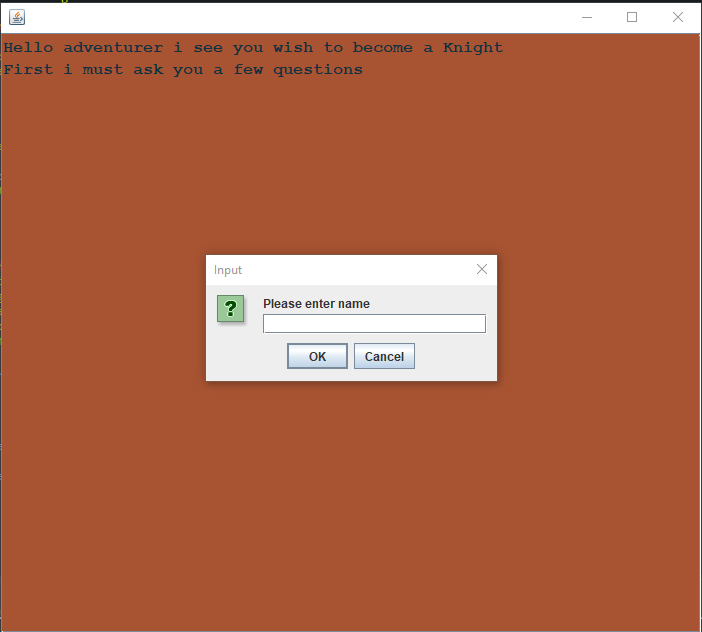 Hello adventurer i see you wish to become a Knight
First i must ask you a few questions
Input
?
Please enter name
OK
Cancel